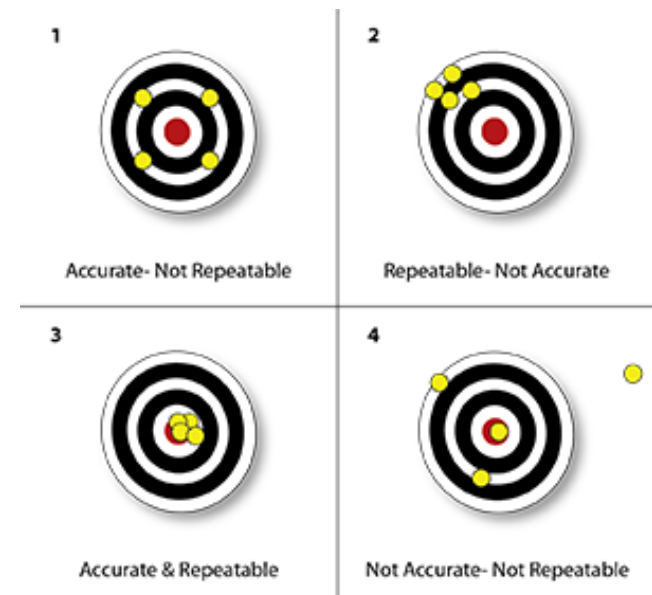 1
Accurate- Not Repeatable
2
Repeatable- Not Accurate
3
Accurate & Repeatable
4
Not Accurate- Not Repeatable